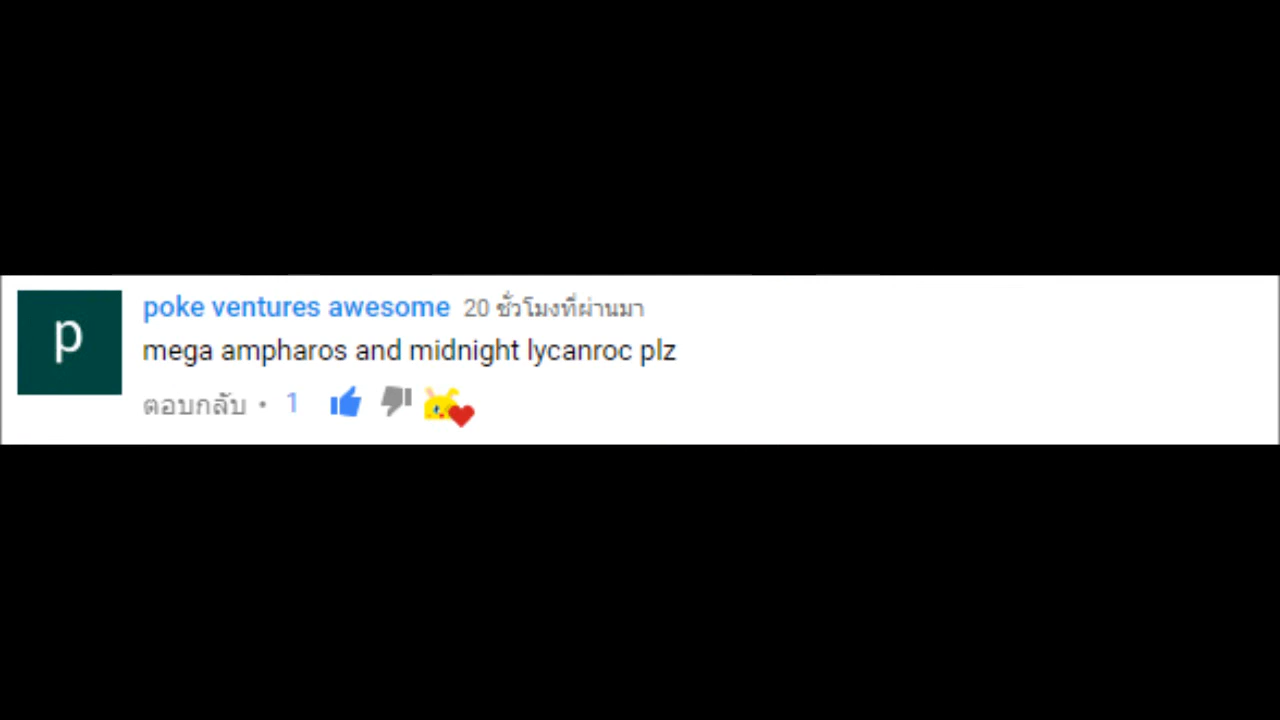 p
poke ventures awesome 20 ชั่วโมงที่ผ่านมา
mega ampharos and midnight lycanroc plz
ตอบกลับ • 1